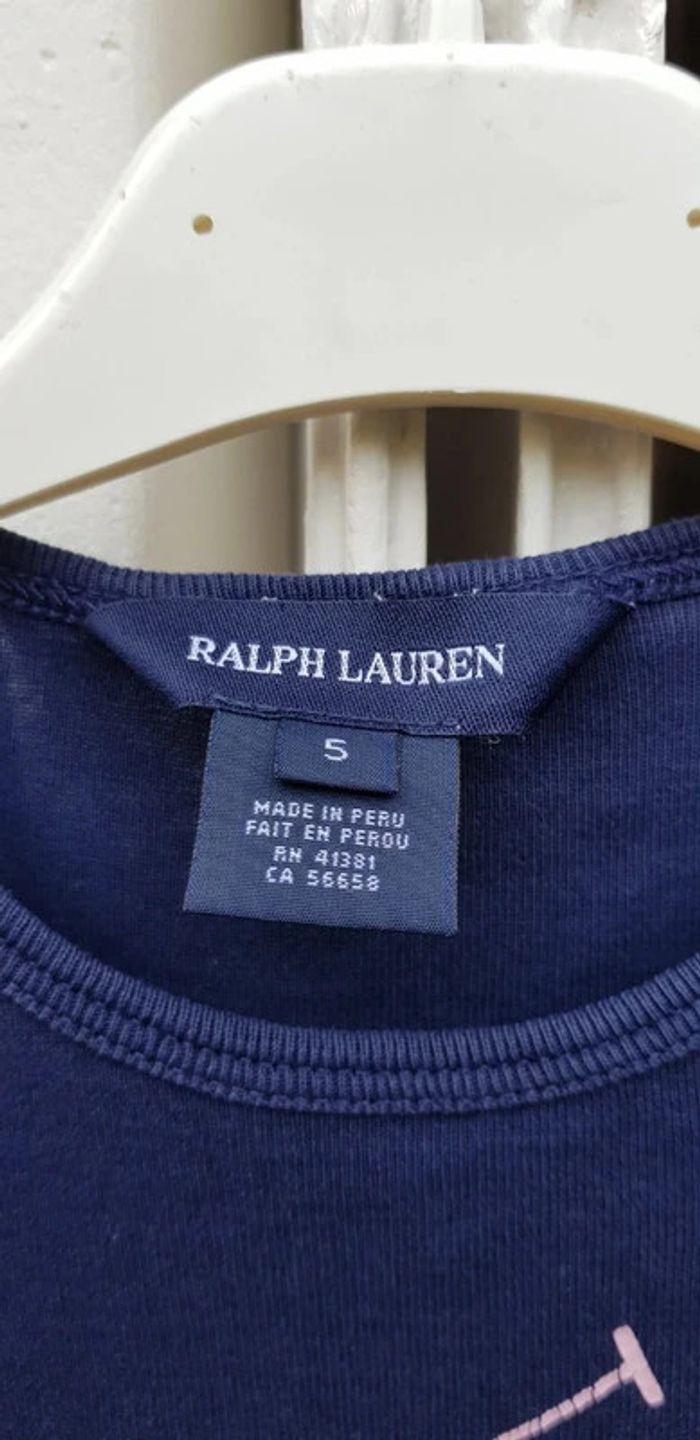 RALPH LAUREN
5
MADE IN PERU
FAIT EN PEROU
RN 41381
CA 56658